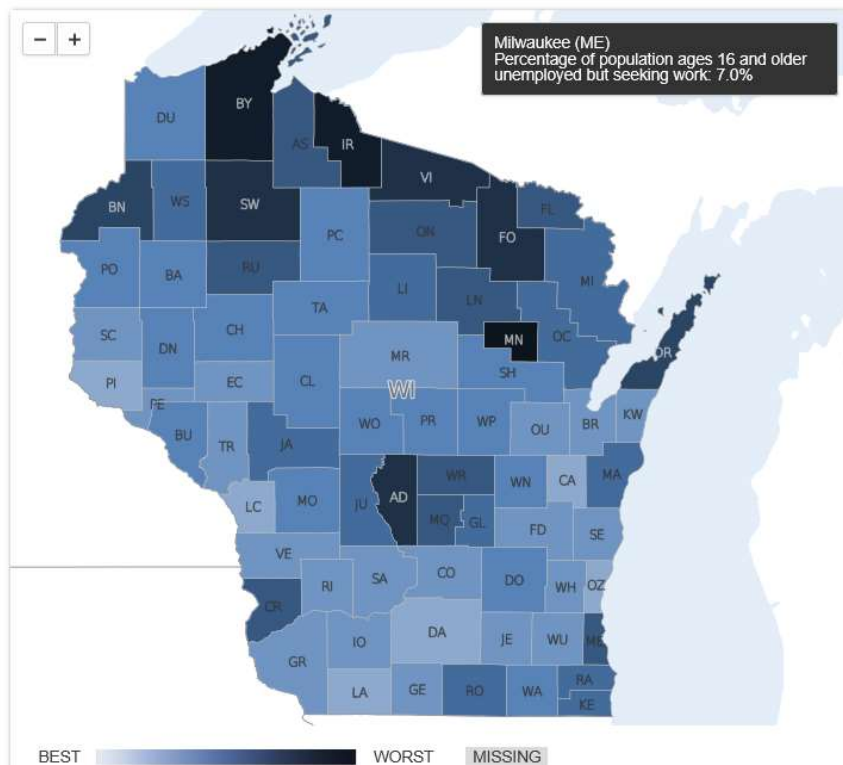 − +
Milwaukee (ME)
Percentage of population ages 16 and older
unemployed but seeking work: 7.0%
DU
BY
AS
IR
VI
BN
WS
SW
PC
ON
FO
FL
PO
BA
RU
LI
LN
MI
SC
DN
CH
TA
MR
MN
OC
DR
PI
EC
CL
WI
SH
PE
BU
TR
JA
WO
PR
WP
OU
BR
KW
LC
MO
JU
AD
WR
WN
CA
MA
MQ
GL
FD
SE
VE
RI
SA
CO
DO
WH
OZ
CR
GR
IO
DA
JE
WU
ME
LA
GE
RO
WA
RA
KE
BEST WORST MISSING